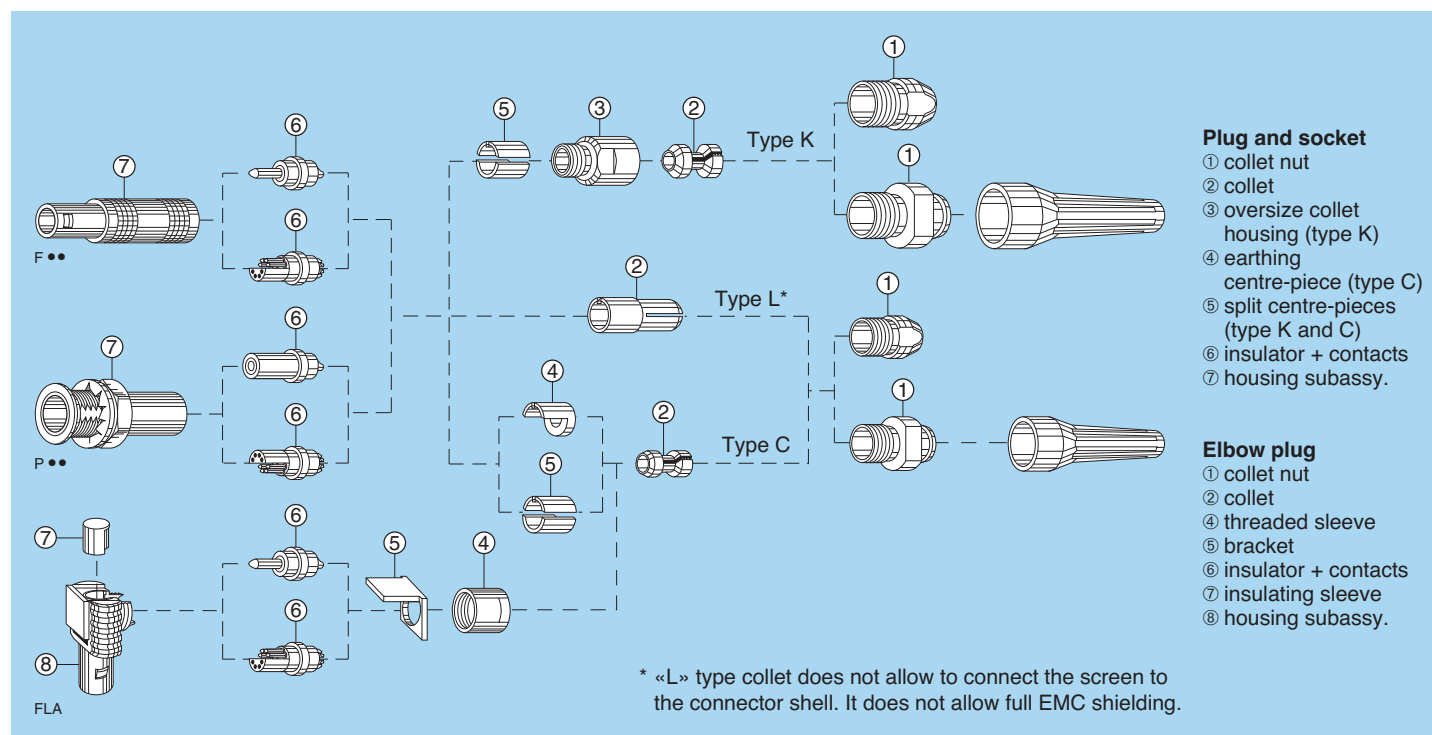 ①
⑥
⑤
③
②
Type K
⑦
①
⑥
F ●●
②
Type L*
①
⑥
⑦
④
①
⑥
②
Type C
P ●●
⑤
⑥
⑦
⑤
④
⑥
⑧
FLA
Plug and socket
① collet nut
② collet
③ oversize collet
housing (type K)
④ earthing
centre-piece (type C)
⑤ split centre-pieces
(type K and C)
⑥ insulator + contacts
⑦ housing subassy.
Elbow plug
① collet nut
② collet
④ threaded sleeve
⑤ bracket
⑥ insulator + contacts
⑦ insulating sleeve
⑧ housing subassy.
* «L» type collet does not allow to connect the screen to
the connector shell. It does not allow full EMC shielding.